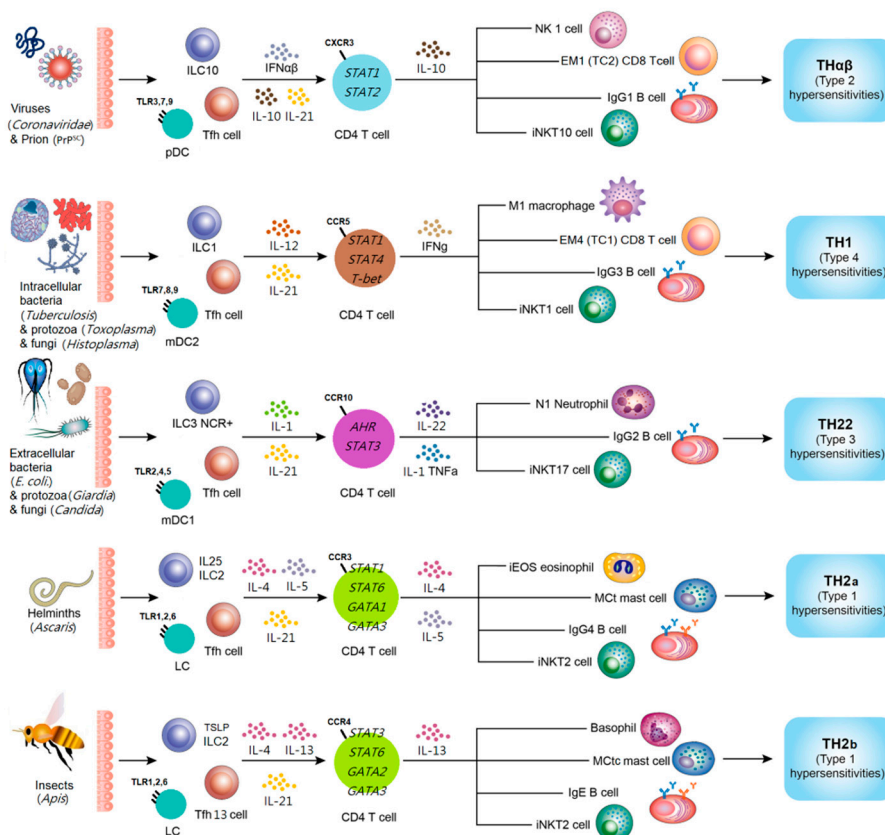 Viruses
(Coronaviridae)
& Prion (PrPSC)
TLR3,7,9
ILC10
Tfh cell
pDC
IFNαβ
IL-10 IL-21
CXCR3
STAT1
STAT2
CD4 T cell
IL-10
NK 1 cell
EM1 (TC2) CD8 Tcell
IgG1 B cell
iNKT10 cell
THαβ
(Type 2
hypersensitivities)
Intracellular
bacteria
(Tuberculosis)
& protozoa (Toxoplasma)
& fungi (Histoplasma)
TLR7,8,9
ILC1
Tfh cell
mDC2
IL-12
IL-21
CCR5
STAT1
STAT4
T-bet
CD4 T cell
IFNg
M1 macrophage
EM4 (TC1) CD8 T cell
IgG3 B cell
iNKT1 cell
TH1
(Type 4
hypersensitivities)
Extracellular
bacteria
(E. coli.)
& protozoa (Giardia)
& fungi (Candida)
TLR2,4,5
ILC3 NCR+
Tfh cell
mDC1
IL-1
IL-21
CCR10
AHR
STAT3
CD4 T cell
IL-22
IL-1 TNFa
N1 Neutrophil
IgG2 B cell
iNKT17 cell
TH22
(Type 3
hypersensitivities)
Helminths
(Ascaris)
TLR1,2,6
IL25
ILC2
Tfh cell
LC
IL-4 IL-5
IL-21
CCR3
STAT1
STAT6
GATA1
GATA3
CD4 T cell
IL-4
IL-5
iEOS eosinophil
MCt mast cell
IgG4 B cell
iNKT2 cell
TH2a
(Type 1
hypersensitivities)
Insects
(Apis)
TLR1,2,6
TSLP
ILC2
Tfh13 cell
LC
IL-4 IL-13
IL-21
CCR4
STAT3
STAT6
GATA2
GATA3
CD4 T cell
IL-13
Basophil
MCtc mast cell
IgE B cell
iNKT2 cell
TH2b
(Type 1
hypersensitivities)